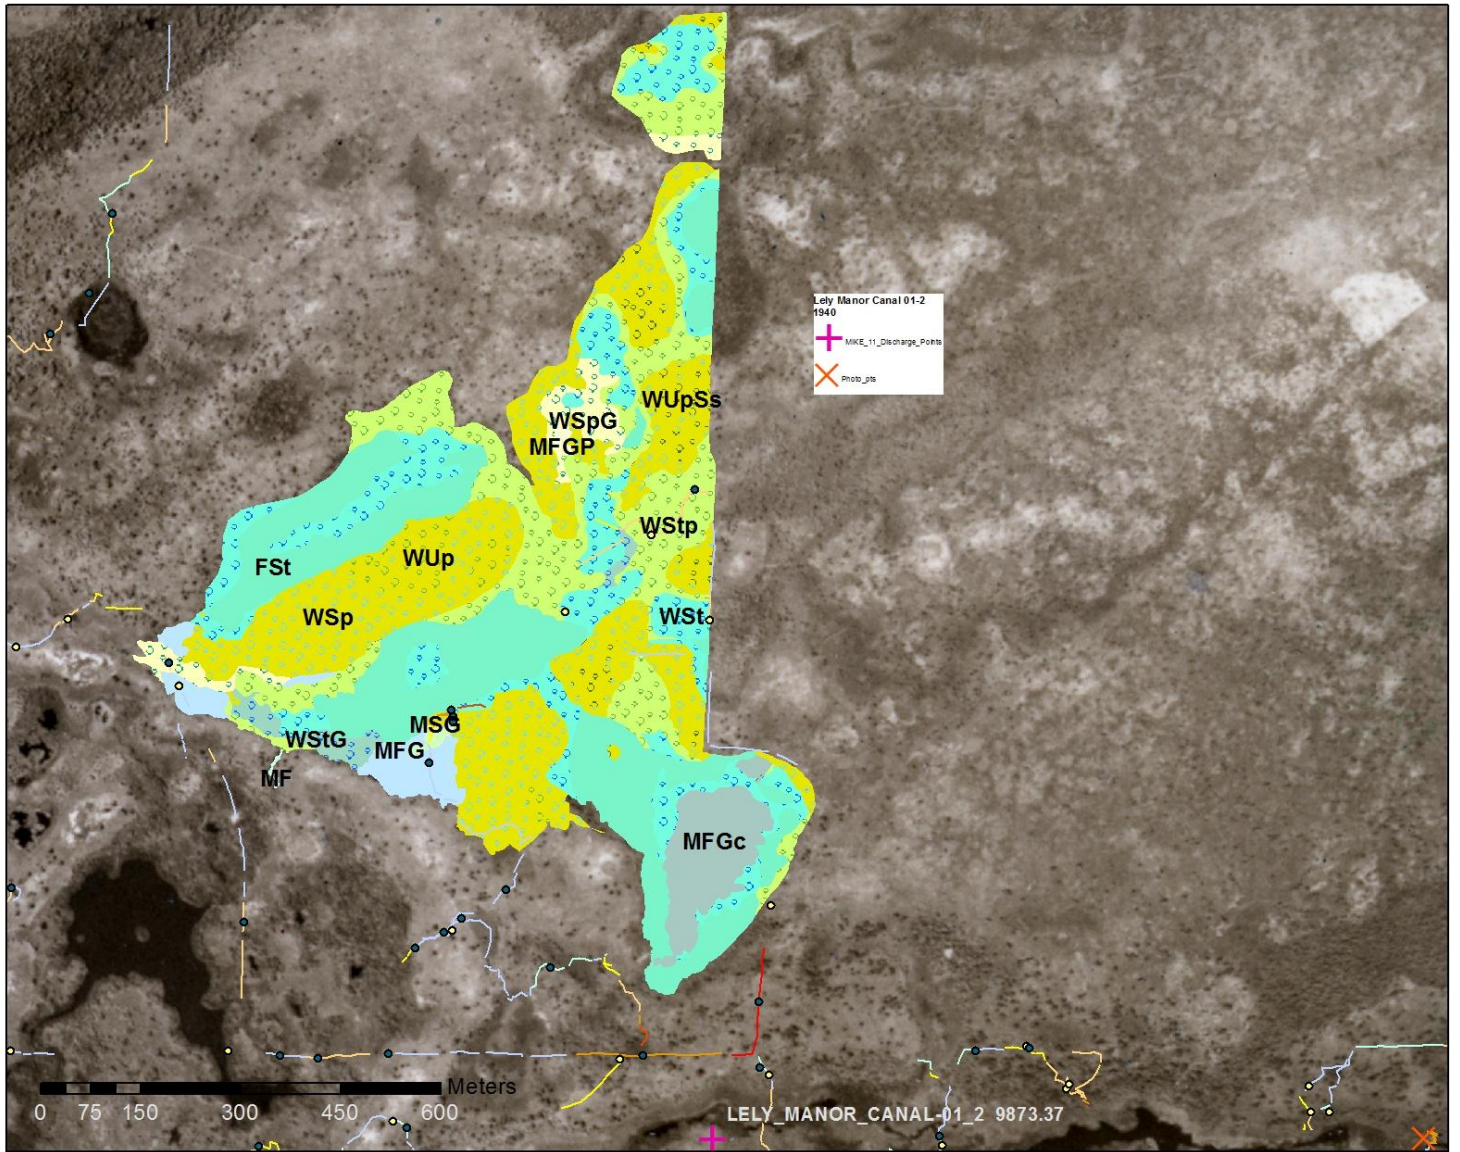 Lely Manor Canal 01-2
1940
MIKE_11_Discharge_Points
Photo_pts
WUpSs
WSpG
MFGP
WStp
WUp
FSt
WSp
WSt
MSG
WStG
MFG
MF
MFGc
Meters
0 75 150 300 450 600
LELY_MANOR_CANAL-01_2 9873.37